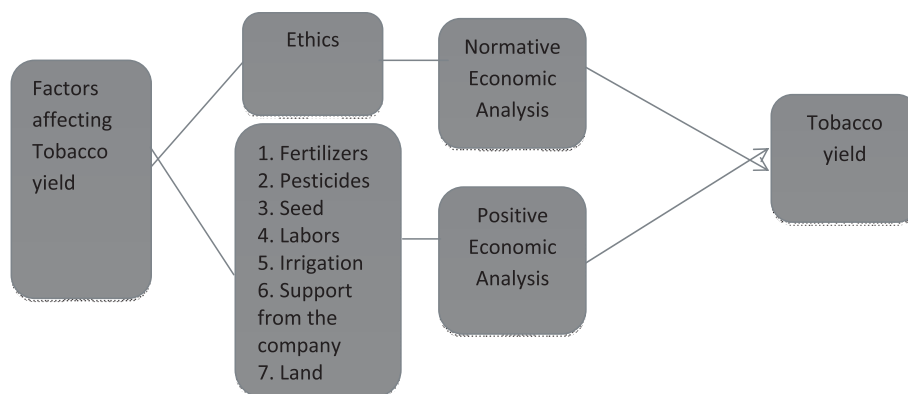 Factors
affecting
Tobacco
yield
Ethics
1. Fertilizers
2. Pesticides
3. Seed
4. Labors
5. Irrigation
6. Support
from the
company
7. Land
Normative
Economic
Analysis
Positive
Economic
Analysis
Tobacco
yield